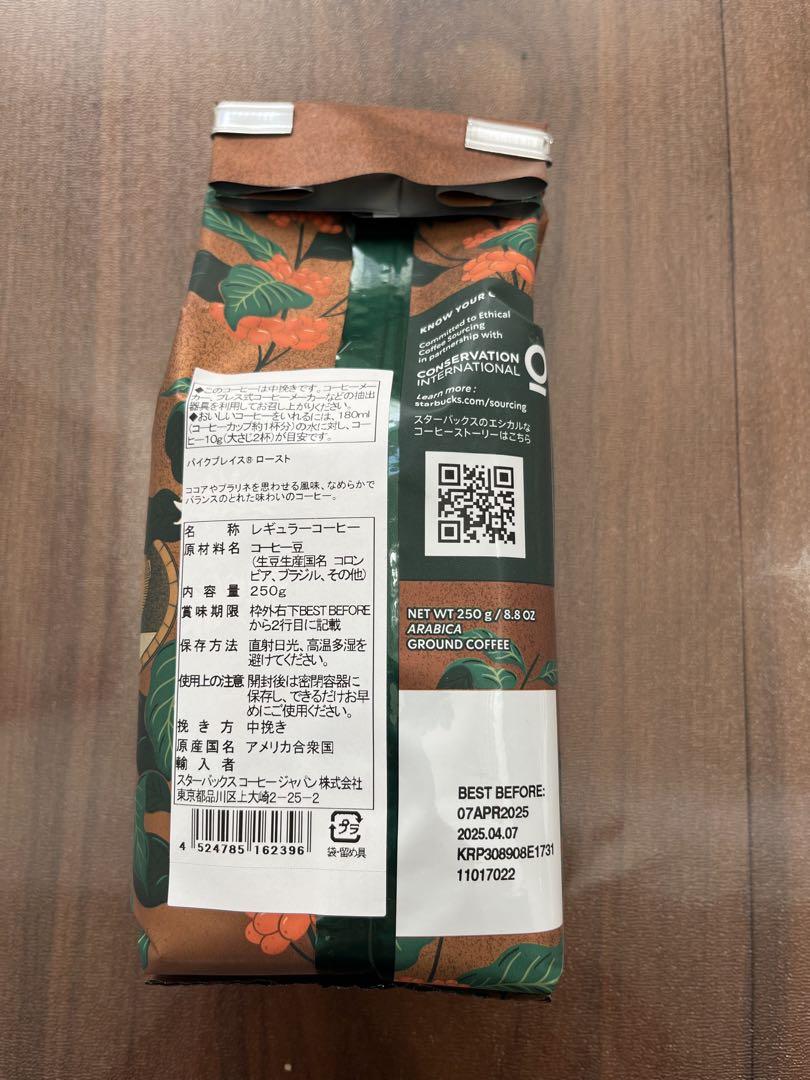 ◆このコーヒーは中挽きです。コーヒーメー
カー、プレス式コーヒーメーカーなどの抽出
器具を利用してお召し上がりください。
◆おいしいコーヒーをいれるには、180ml
(コーヒーカップ約1杯分)の水に対し、コー
ヒー10g(大さじ2杯)が目安です。
パイクプレイス® ロースト
ココアやプラリネを思わせる風味、なめらかで
バランスのとれた味わいのコーヒー。
名 称 レギュラーコーヒー
原材料名 コーヒー豆
(生豆生産国名 コロン
ビア、ブラジル、その他)
内容量 250g
賞味期限 枠外右下BEST BEFORE
から2行目に記載
保存方法 直射日光、高温多湿を
避けてください。
使用上の注意 開封後は密閉容器に
保存し、できるだけお早
めにご使用ください。
挽き方 中挽き
原産国名 アメリカ合衆国
輸入者
スターバックス コーヒー ジャパン 株式会社
東京都品川区上大崎2-25-2
4 524785 162396
プラ
袋・留め具
KNOW YOUR
Committed to Ethical
Coffee Sourcing
in partnership with
CONSERVATION
INTERNATIONAL
Learn more:
starbucks.com/sourcing
スターバックスのエシカルな
コーヒーストーリーはこちら
NET WT 250 g / 8.8 OZ
ARABICA
GROUND COFFEE
BEST BEFORE:
07APR2025
2025.04.07
KRP308908E1731
11017022